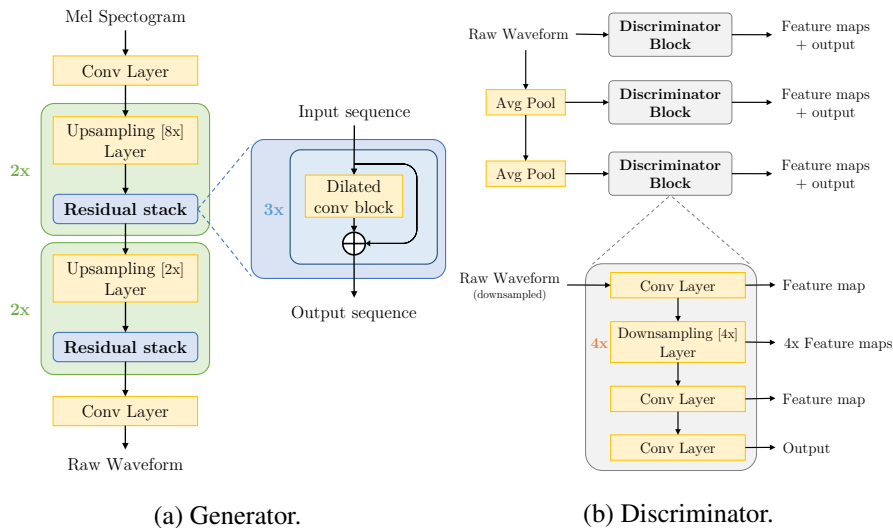 Mel Spectogram
Conv Layer
2x
Upsampling [8x]
Layer
Residual stack
2x
Upsampling [2x]
Layer
Residual stack
Conv Layer
Raw Waveform
Input sequence
3x
Dilated
conv block
Output sequence
(a) Generator.
Raw Waveform
Discriminator
Block
Feature maps
+ output
Avg Pool
Discriminator
Block
Feature maps
+ output
Avg Pool
Discriminator
Block
Feature maps
+ output
Raw Waveform
(downsampled)
Conv Layer
Feature map
4x
Downsampling [4x]
Layer
4x Feature maps
Conv Layer
Feature map
Conv Layer
Output
(b) Discriminator.